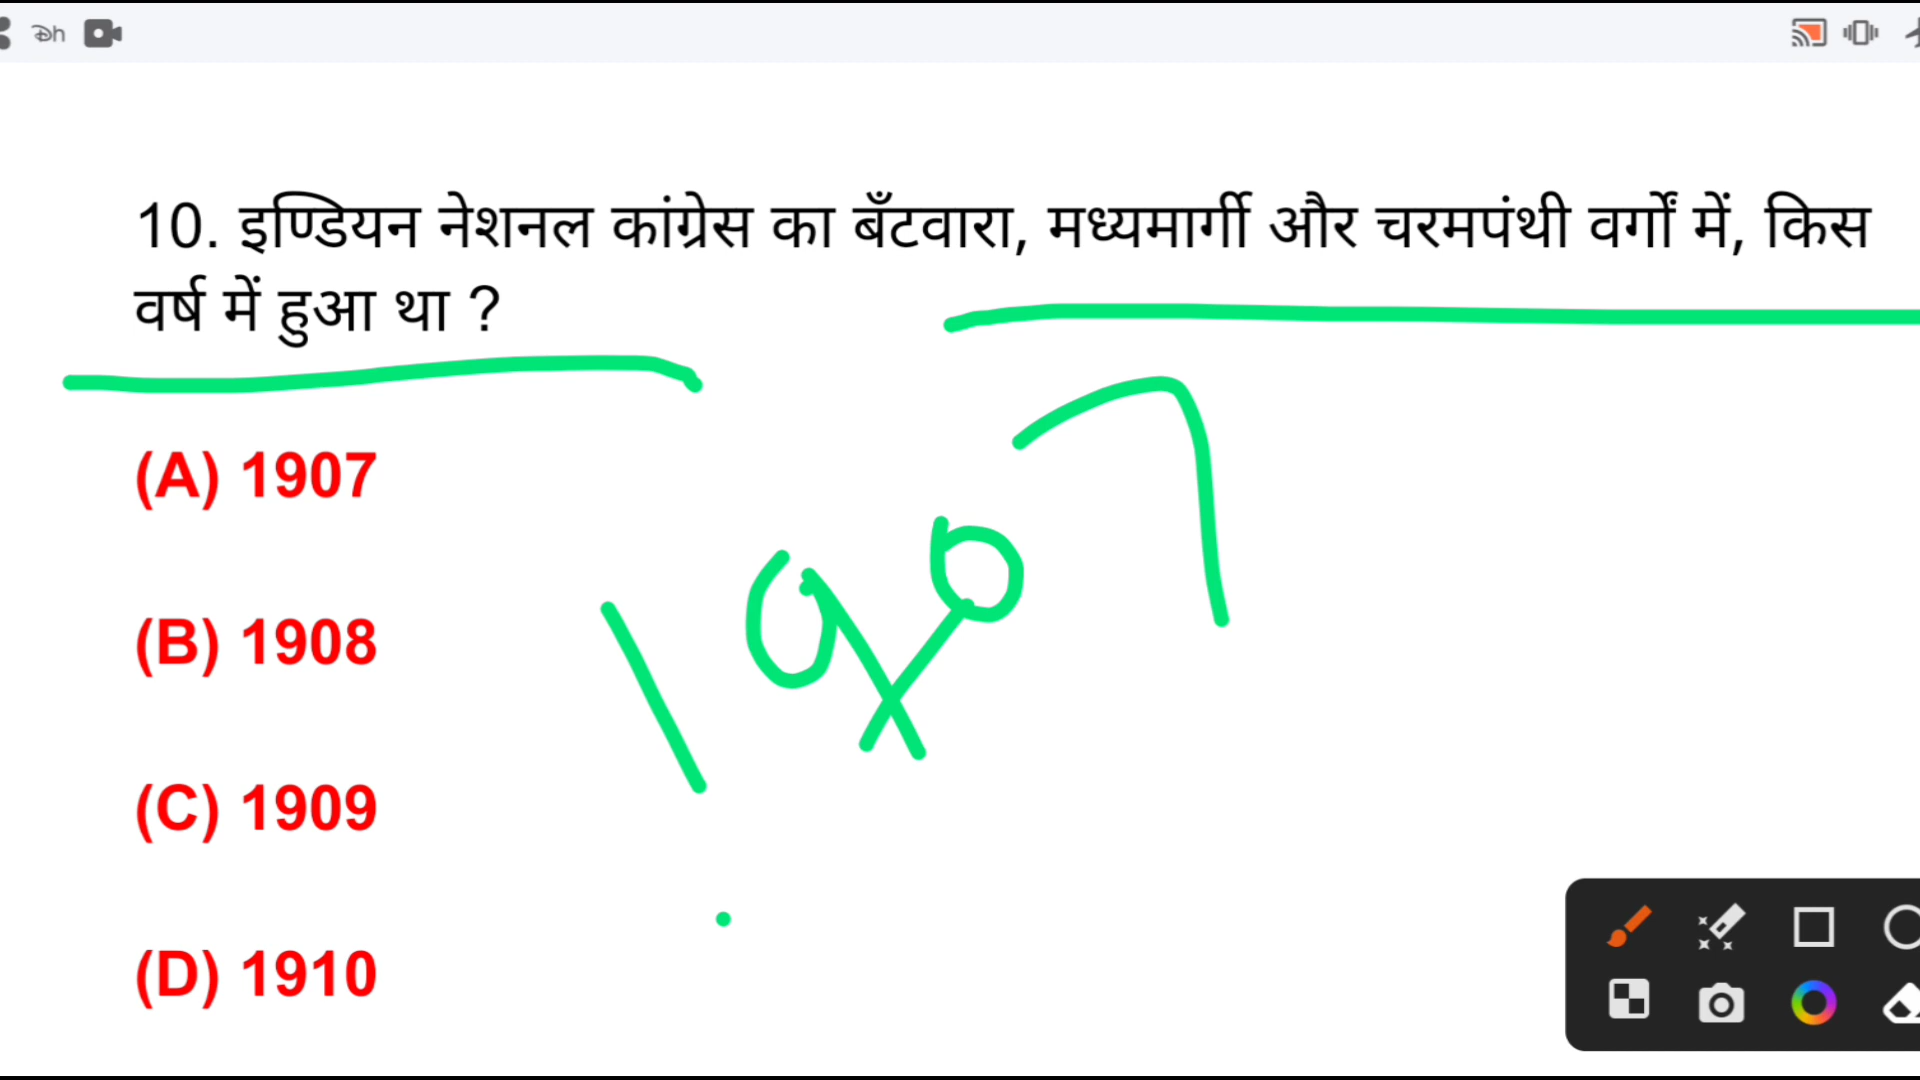 10. इण्डियन नेशनल कांग्रेस का बँटवारा, मध्यमार्गी और चरमपंथी वर्गों में, किस
वर्ष में हुआ था ?
(A) 1907
1907
(B) 1908
(C) 1909
(D) 1910